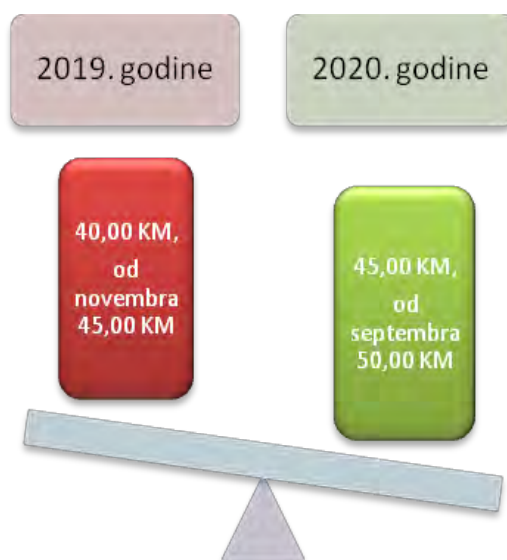 2019. godine
2020. godine
40,00 KM,
od
novembra
45,00 KM
45,00 KM,
od
septembra
50,00 KM